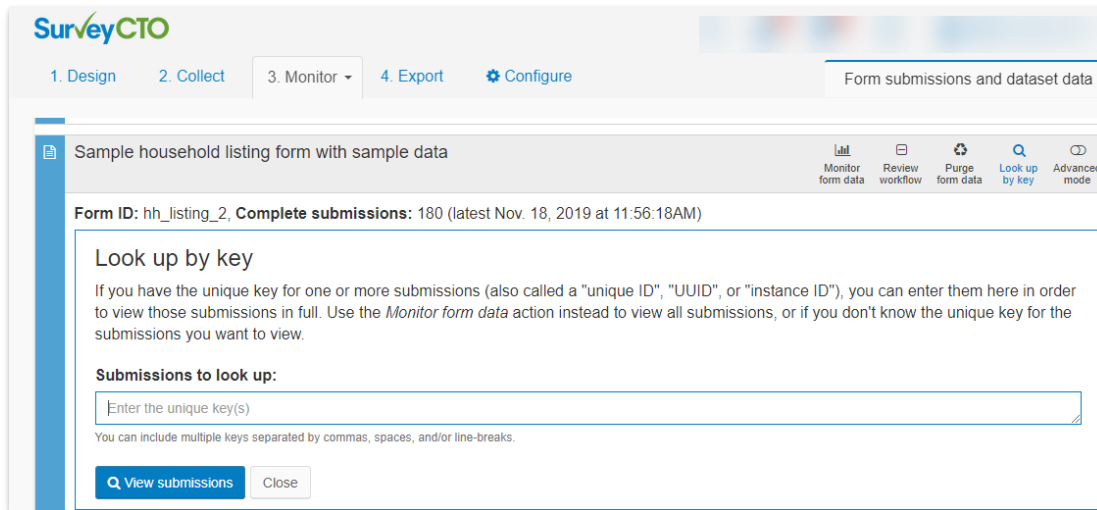 SurveyCTO
1. Design 2. Collect 3. Monitor 4. Export Configure
Form submissions and dataset data
Sample household listing form with sample data
Monitor form data
Review workflow
Purge form data
Look up by key
Advanced mode
Form ID: hh_listing_2, Complete submissions: 180 (latest Nov. 18, 2019 at 11:56:18AM)
Look up by key
If you have the unique key for one or more submissions (also called a "unique ID", "UUID", or "instance ID"), you can enter them here in order
to view those submissions in full. Use the Monitor form data action instead to view all submissions, or if you don't know the unique key for the
submissions you want to view.
Submissions to look up:
Enter the unique key(s)
You can include multiple keys separated by commas, spaces, and/or line-breaks.
View submissions Close